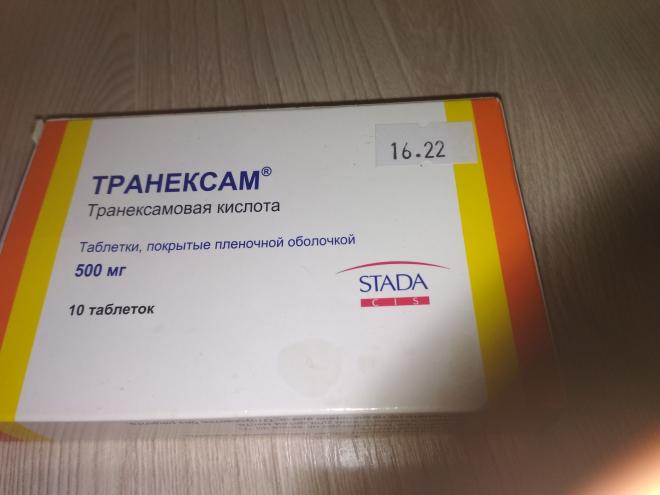 16.22
ТРАНЕКСАМ®
Транексамовая кислота
Таблетки, покрытые пленочной оболочкой
500 мг
STADA
CIS
10 таблеток